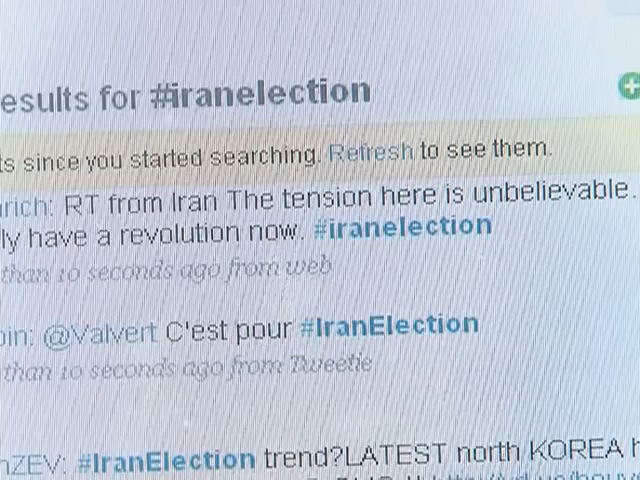 esults for #iranelection
ts since you started searching. Refresh to see them.
rich: RT from Iran The tension here is unbelievable.
ly have a revolution now. #iranelection
than 10 seconds ago from web
in: @Valvert C'est pour #IranElection
than 10 seconds ago from Tweetie
ZEV: #IranElection trend?LATEST north KOREA